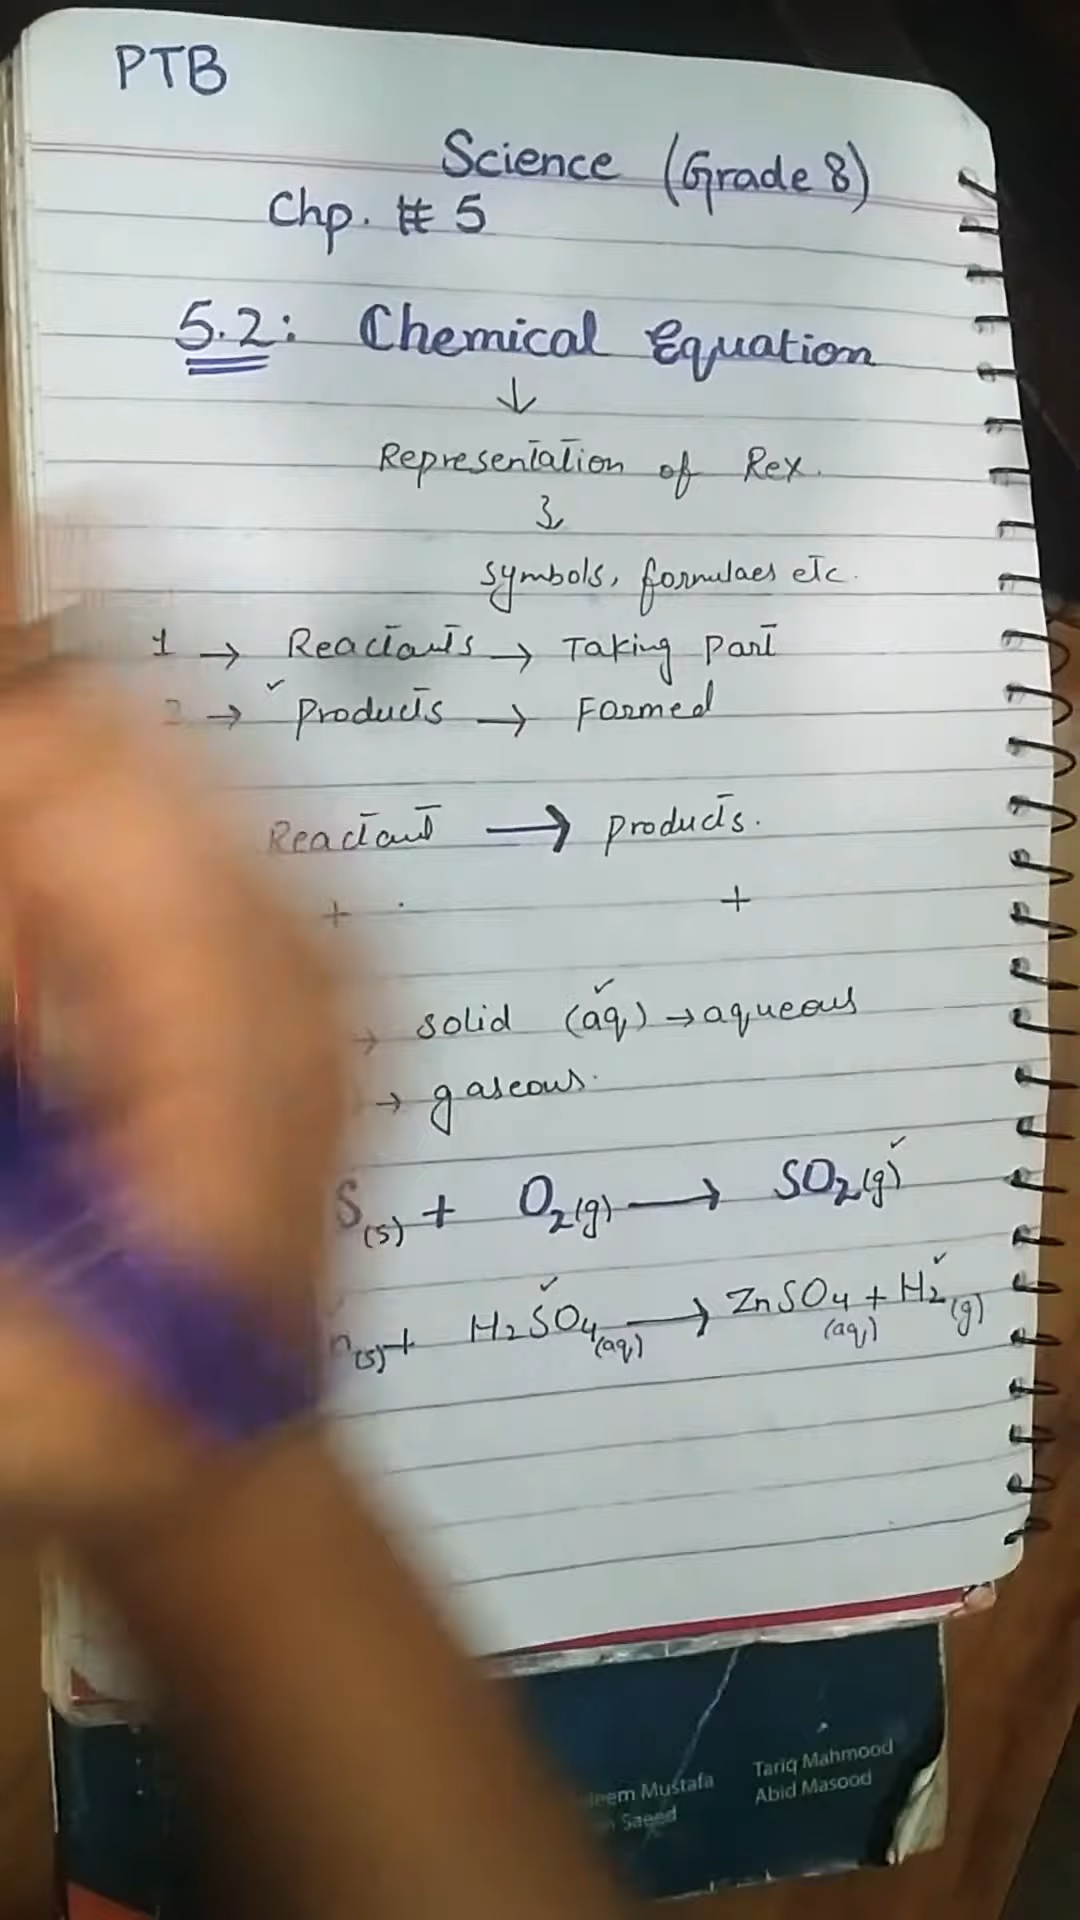 PTB
Science (Grade 8)
Chp. # 5
5.2: Chemical Equation
↓
Representation of Rex.
↓
symbols, formulaes etc.
1 → Reactants → Taking Part
2 → ✓ Products → Formed
Reactant → products.
+ +
→ solid (aq) ✓ → aqueous
→ gaseous.
S(s) + O2(g) → SO2(g) ✓
n(s) + H2SO4(aq) ✓ → ZnSO4(aq) + H2(g) ✓
Mustafa Tariq Mahmood
Saeed Abid Masood